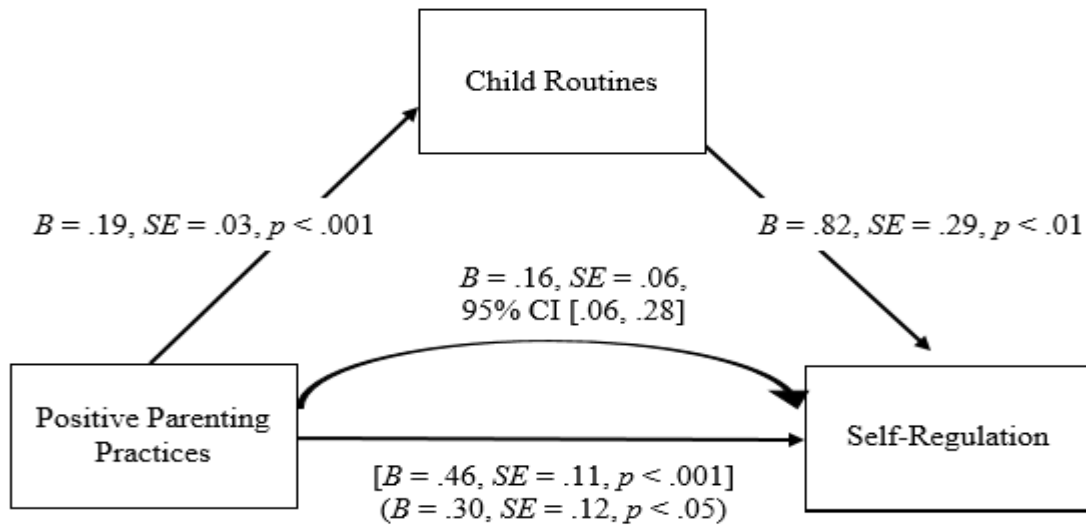 Child Routines
B = .19, SE = .03, p < .001
B = .82, SE = .29, p < .01
B = .16, SE = .06,
95% CI [.06, .28]
Positive Parenting
Practices
Self-Regulation
[B = .46, SE = .11, p < .001]
(B = .30, SE = .12, p < .05)